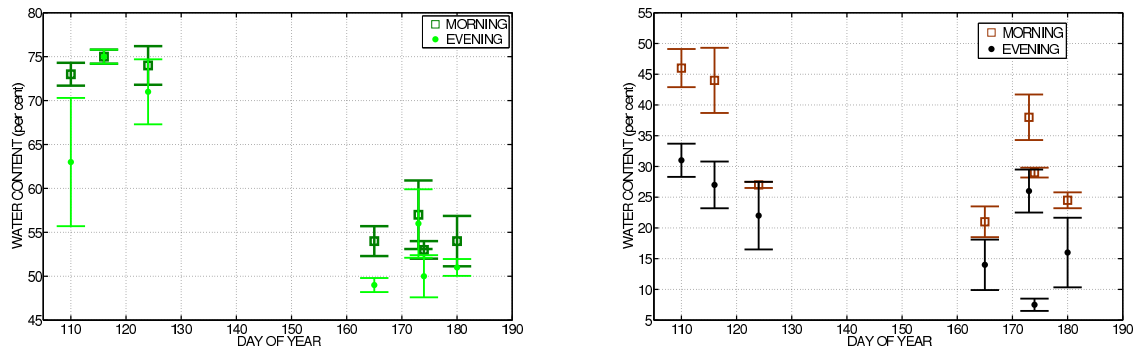 80
75
70
65
60
55
50
45
WATER CONTENT (per cent)
MORNING
EVENING
110 120 130 140 150 160 170 180 190
DAY OF YEAR
55
50
45
40
35
30
25
20
15
10
5
WATER CONTENT (per cent)
MORNING
EVENING
110 120 130 140 150 160 170 180 190
DAY OF YEAR